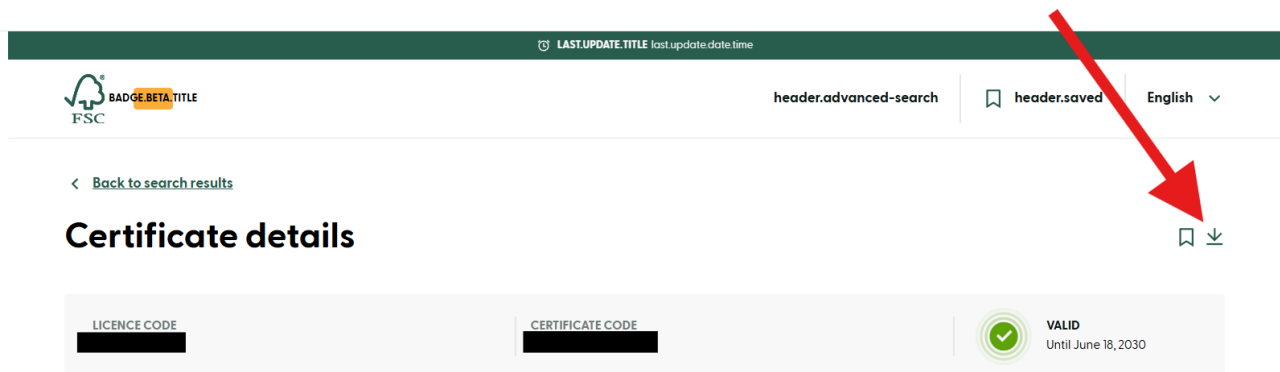 LAST.UPDATE.TITLE last.update.date.time
BADGE.BETA.TITLE
FSC
header.advanced-search
header.saved
English
Back to search results
Certificate details
LICENCE CODE
CERTIFICATE CODE
VALID
Until June 18, 2030